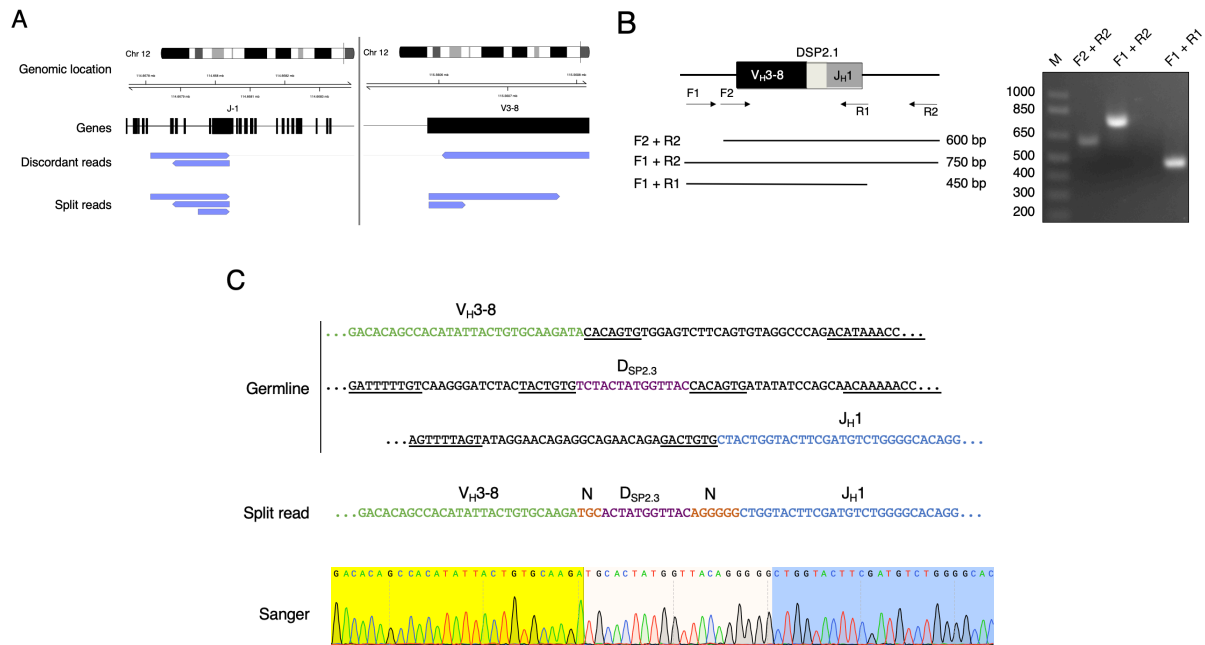 A
Genomic location
Chr 12
Chr 12
J-1
V3-8
Genes
Discordant reads
Split reads
B
DSP2.1
VH3-8
JH1
F1
F2
R1
R2
F2 + R2
600 bp
F1 + R2
750 bp
F1 + R1
450 bp
M
F2 + R2
F1 + R2
F1 + R1
1000
850
650
500
400
300
200
C
VH3-8
...GACACAGCCACATATTACTGTGCAAGATACACAGTGTGGAGTCTTCAGTGTAGGCCCAGACATAAACC...
DSP2.3
Germline
...GATTTTTGTCAAGGGATCTACTACTGTGTCTACTATGGTTACCACAGTGATATATCCAGCAACAAAAACC...
JH1
...AGTTTTAGTATAGGAACAGAGGCAGAACAGAGACTGTGCTACTGGTACTTCGATGTCTGGGGCACAGG...
VH3-8 N DSP2.3 N JH1
Split read
...GACACAGCCACATATTACTGTGCAAGATGCACTATGGTTACAGGGGGCTGGTACTTCGATGTCTGGGGCACAGG...
GACACAGCCACATATTACTGTGCAAGATGCACTATGGTTACAGGGGGCTGGTACTTCGATGTCTGGGGCAC
Sanger